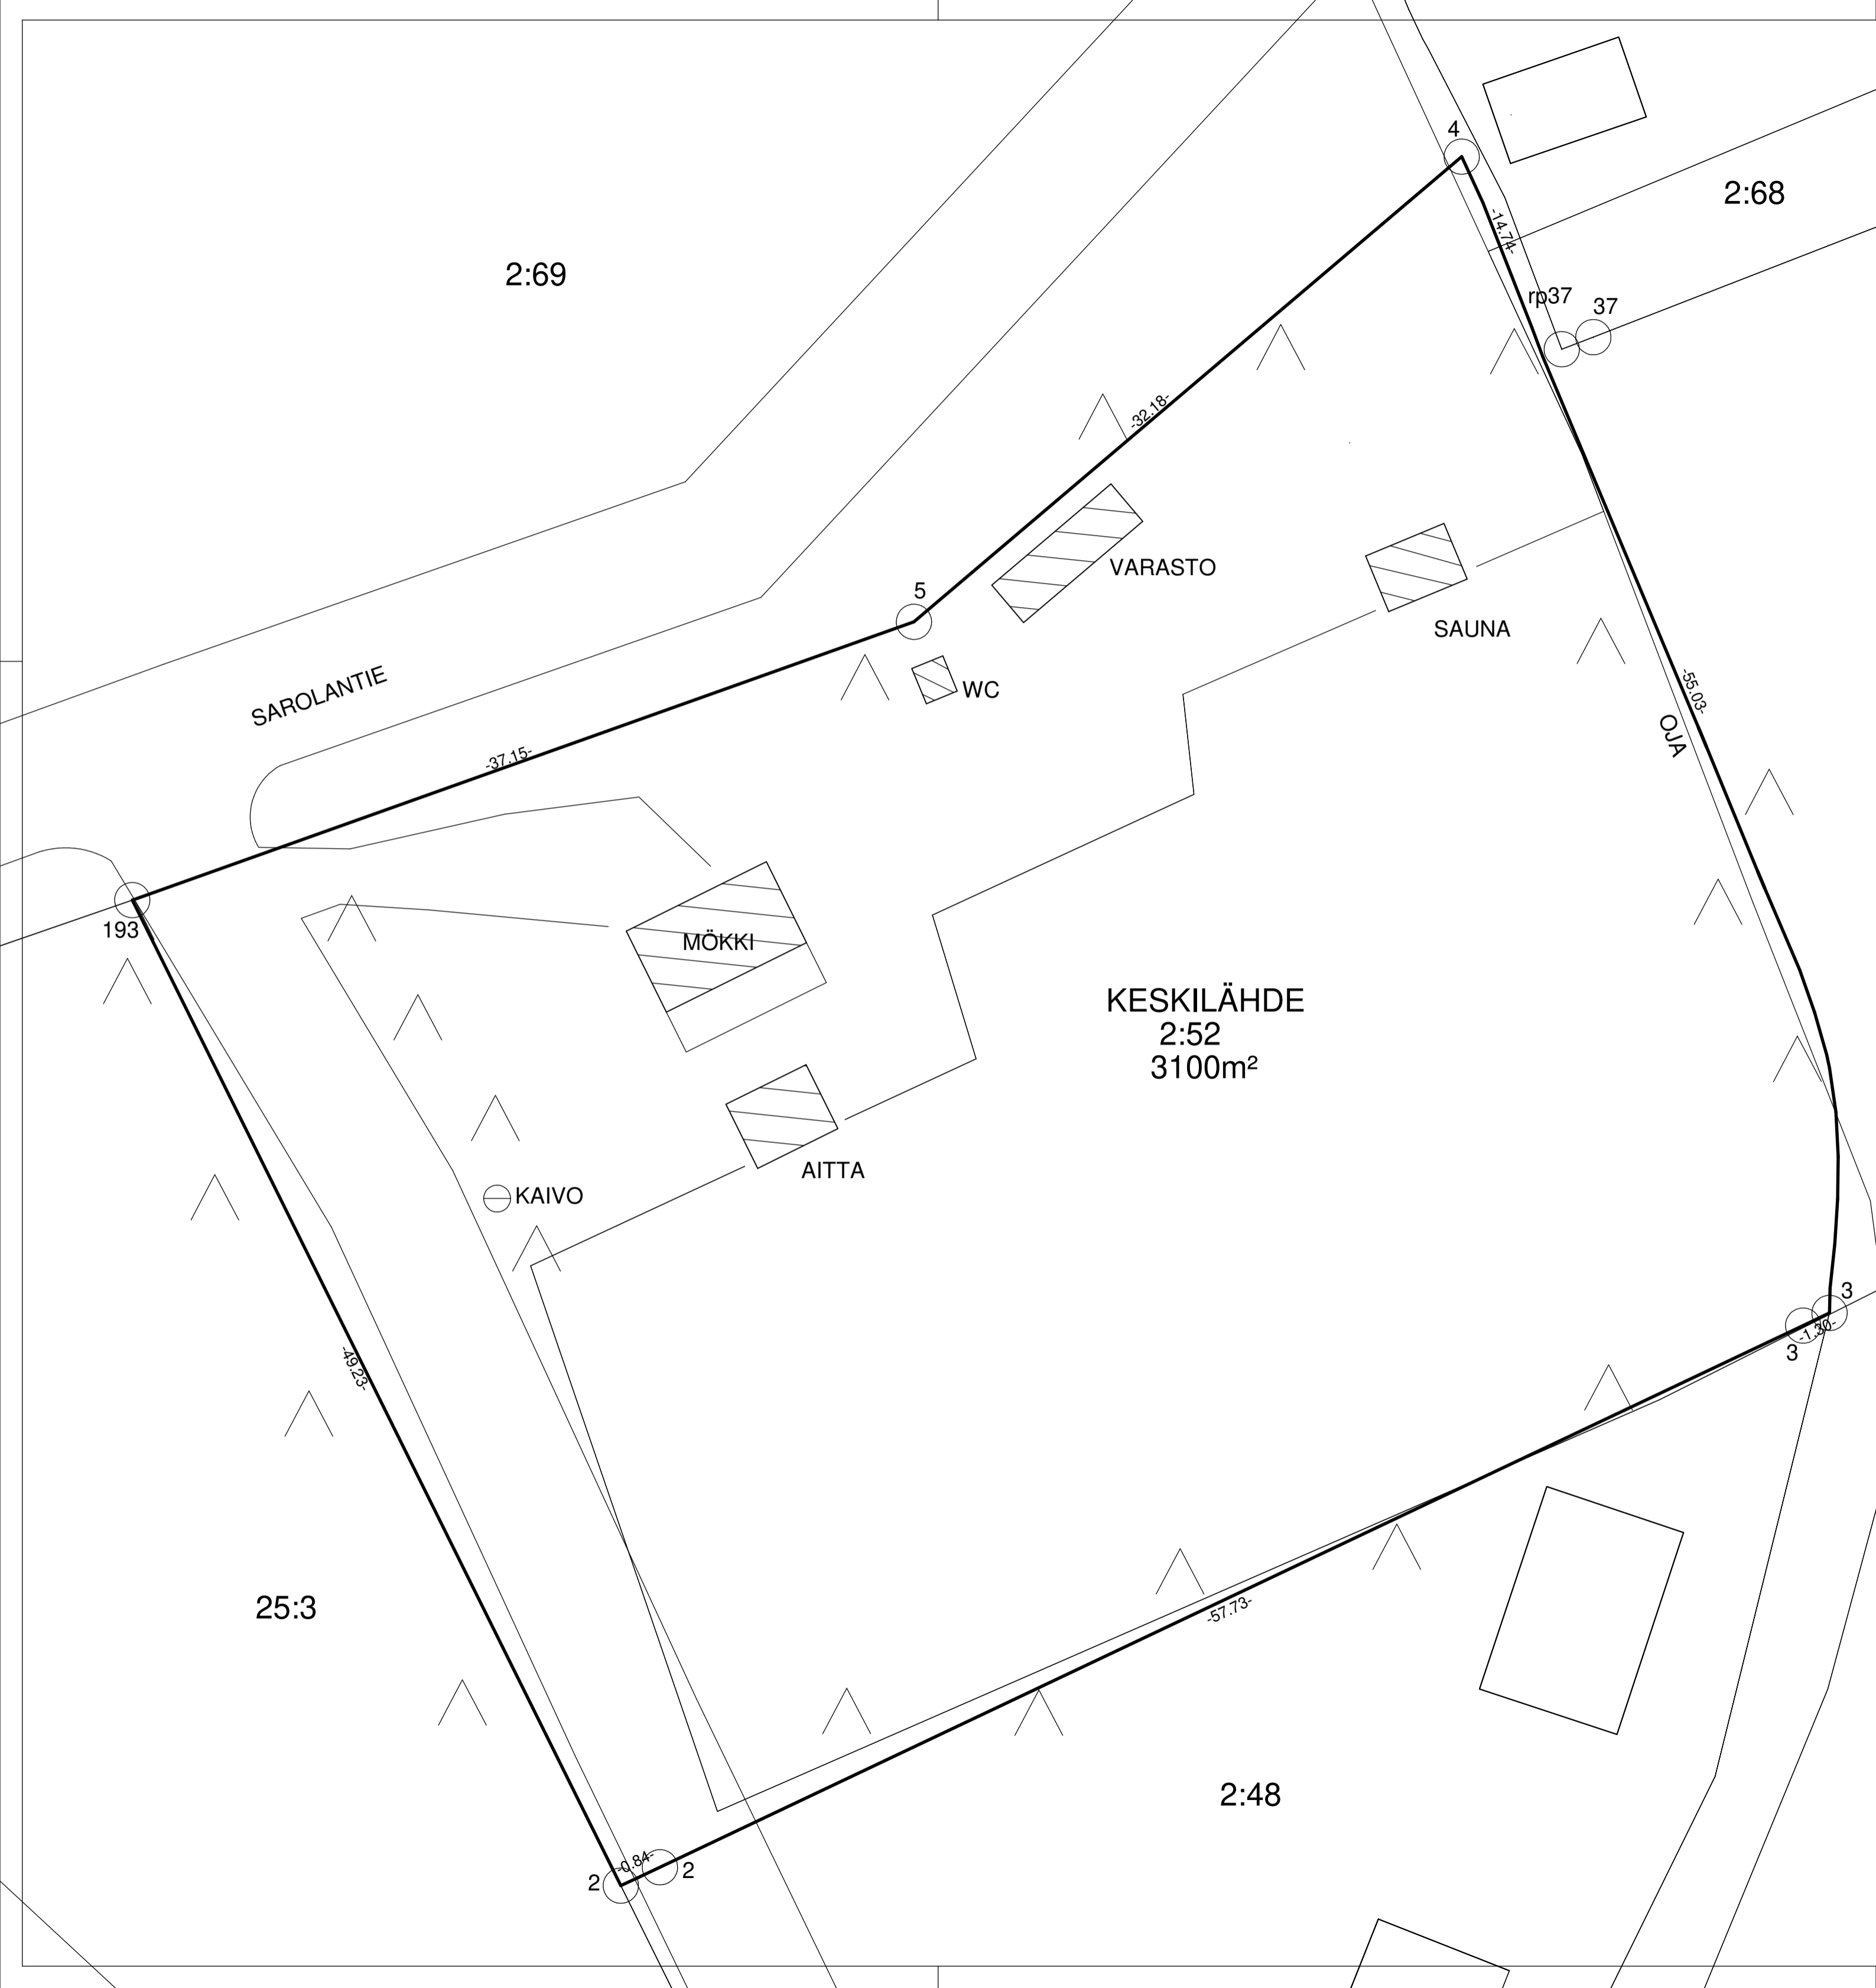 4
2:68
2:69
-14.74-
rp37
37
-32.18-
VARASTO
5
SAUNA
SAROLANTIE
WC
-55.03-
OJA
-37.15-
193
MÖKKI
KESKILÄHDE
2:52
3100m²
AITTA
KAIVO
3
-1.30-
3
-49.23-
25:3
-57.73-
2:48
-0.84-
2
2